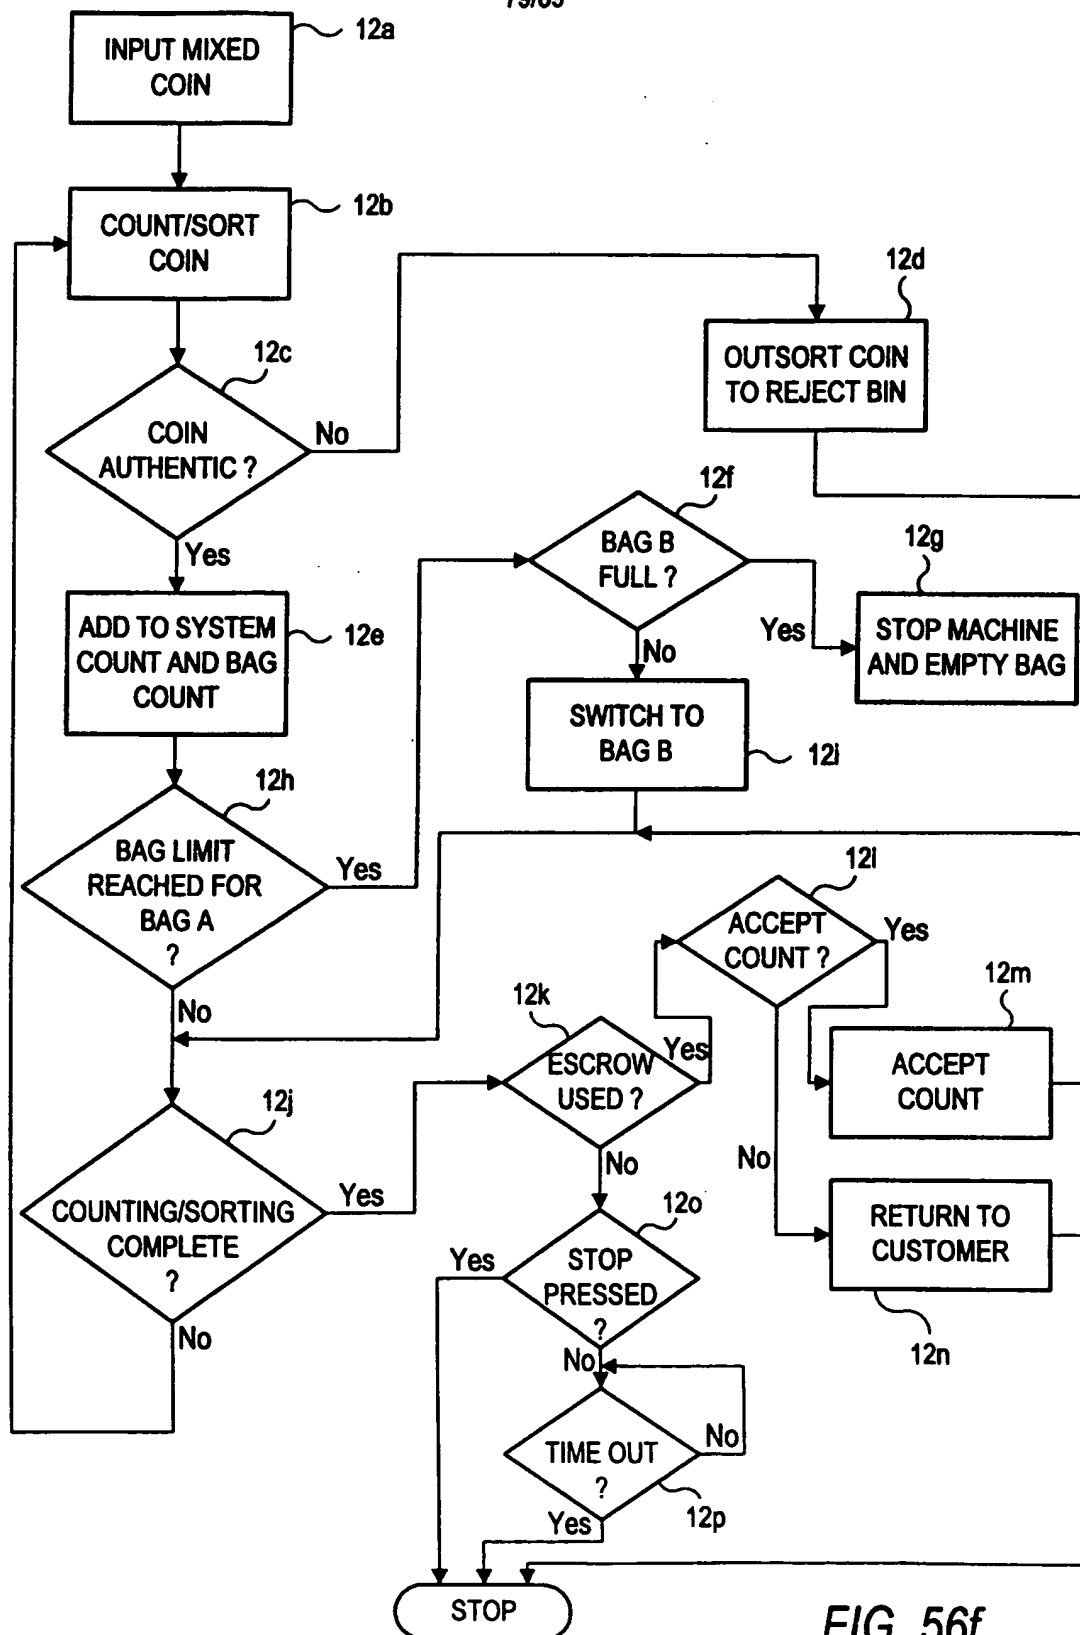 79/85
12a
INPUT MIXED
COIN
12b
COUNT/SORT
COIN
12c
COIN
AUTHENTIC ?
No
Yes
12d
OUTSORT COIN
TO REJECT BIN
12e
ADD TO SYSTEM
COUNT AND BAG
COUNT
12f
BAG B
FULL ?
Yes
No
12g
STOP MACHINE
AND EMPTY BAG
12h
BAG LIMIT
REACHED FOR
BAG A
?
Yes
No
SWITCH TO
BAG B
12i
12j
COUNTING/SORTING
COMPLETE
?
Yes
No
12k
ESCROW
USED ?
Yes
No
12l
ACCEPT
COUNT ?
Yes
No
12m
ACCEPT
COUNT
RETURN TO
CUSTOMER
12n
12o
STOP
PRESSED
?
Yes
No
TIME OUT
?
No
12p
Yes
STOP
FIG. 56f